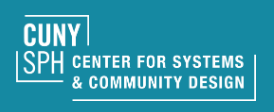 CUNY
SPH CENTER FOR SYSTEMS
& COMMUNITY DESIGN